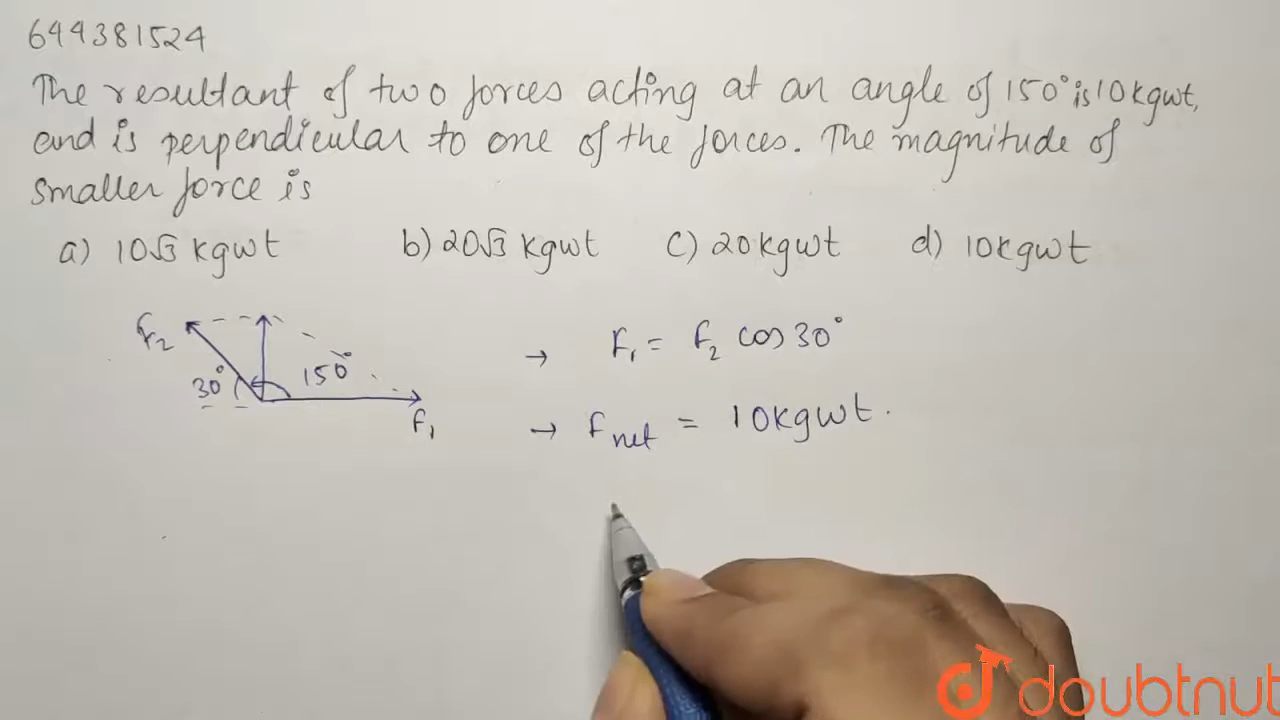 644381524
The resultant of two forces acting at an angle of 150° is 10kgwt,
and is perpendicular to one of the forces. The magnitude of
smaller force is
a) 10√3 kgwt b) 20√3 kgwt c) 20kgwt d) 10kgwt
F₂ 30° 150° F₁
→ F₁ = F₂ cos 30°
→ Fnet = 10kgwt.
doubtnut